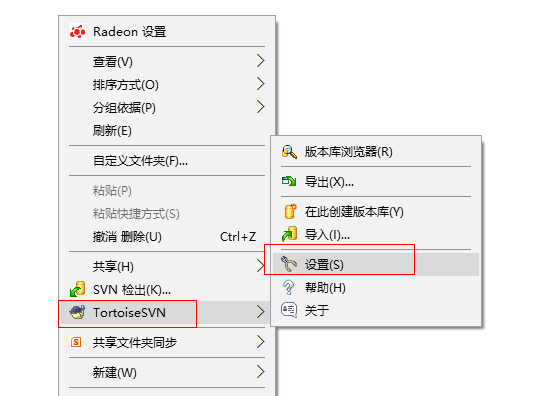 Radeon 设置
查看(V)
排序方式(O)
分组依据(P)
刷新(E)
自定义文件夹(F)...
粘贴(P)
粘贴快捷方式(S)
撤消 删除(U) Ctrl+Z
共享(H)
SVN 检出(K)...
TortoiseSVN
共享文件夹同步
新建(W)
版本库浏览器(R)
导出(X)...
在此创建版本库(Y)
导入(I)...
设置(S)
帮助(H)
关于